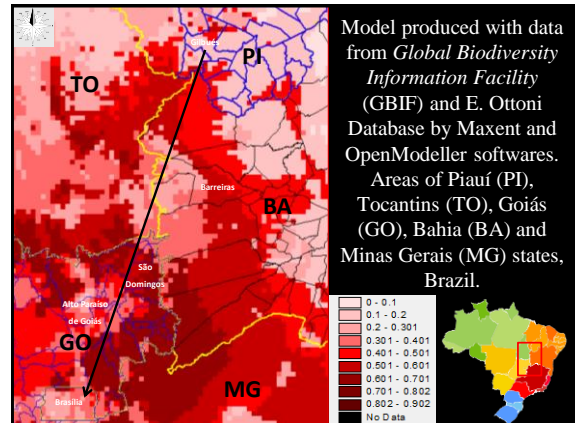 Gilbués
PI
TO
Barreiras
BA
São
Domingos
Alto Paraíso
de Goiás
GO
Brasília
MG
Model produced with data
from Global Biodiversity
Information Facility
(GBIF) and E. Ottoni
Database by Maxent and
OpenModeller softwares.
Areas of Piauí (PI),
Tocantins (TO), Goiás
(GO), Bahia (BA) and
Minas Gerais (MG) states,
Brazil.
0 - 0.1
0.1 - 0.2
0.2 - 0.301
0.301 - 0.401
0.401 - 0.501
0.501 - 0.601
0.601 - 0.701
0.701 - 0.802
0.802 - 0.902
No Data